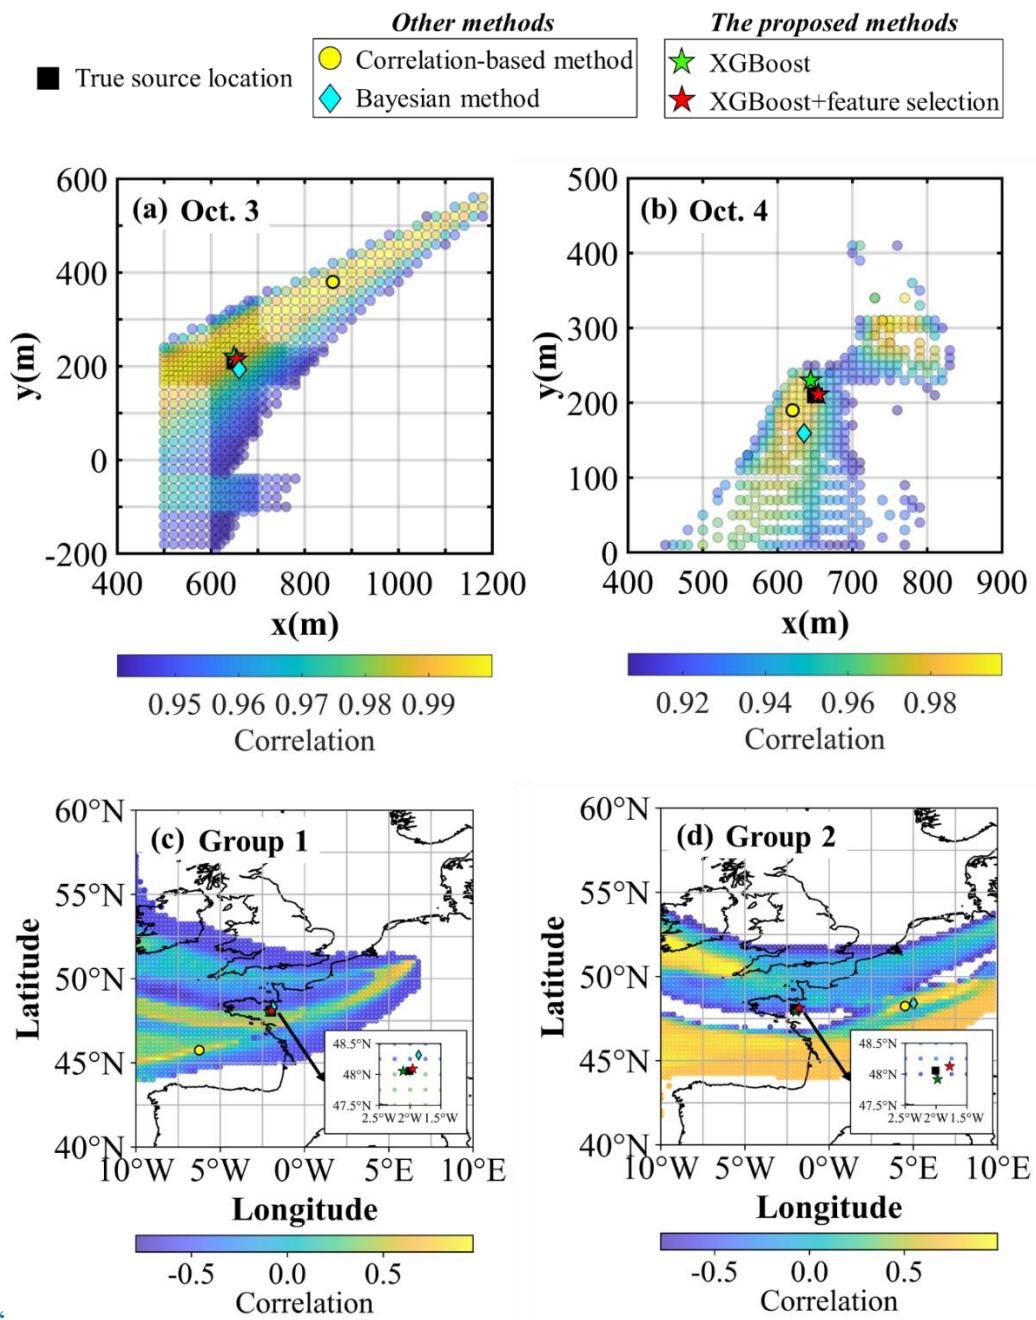 Other methods
The proposed methods
True source location
Correlation-based method
Bayesian method
XGBoost
XGBoost+feature selection
(a) Oct. 3
600
400
200
0
-200
y(m)
400 600 800 1000 1200
x(m)
0.95 0.96 0.97 0.98 0.99
Correlation
(b) Oct. 4
500
400
300
200
100
0
y(m)
400 500 600 700 800 900
x(m)
0.92 0.94 0.96 0.98
Correlation
(c) Group 1
60°N
55°N
50°N
45°N
40°N
Latitude
10°W 5°W 0°W 5°E 10°E
Longitude
48.5°N
48°N
47.5°N
2.5°W 2°W 1.5°W
-0.5 0.0 0.5
Correlation
(d) Group 2
60°N
55°N
50°N
45°N
40°N
Latitude
10°W 5°W 0°W 5°E 10°E
Longitude
48.5°N
48°N
47.5°N
2.5°W 2°W 1.5°W
-0.5 0.0 0.5
Correlation